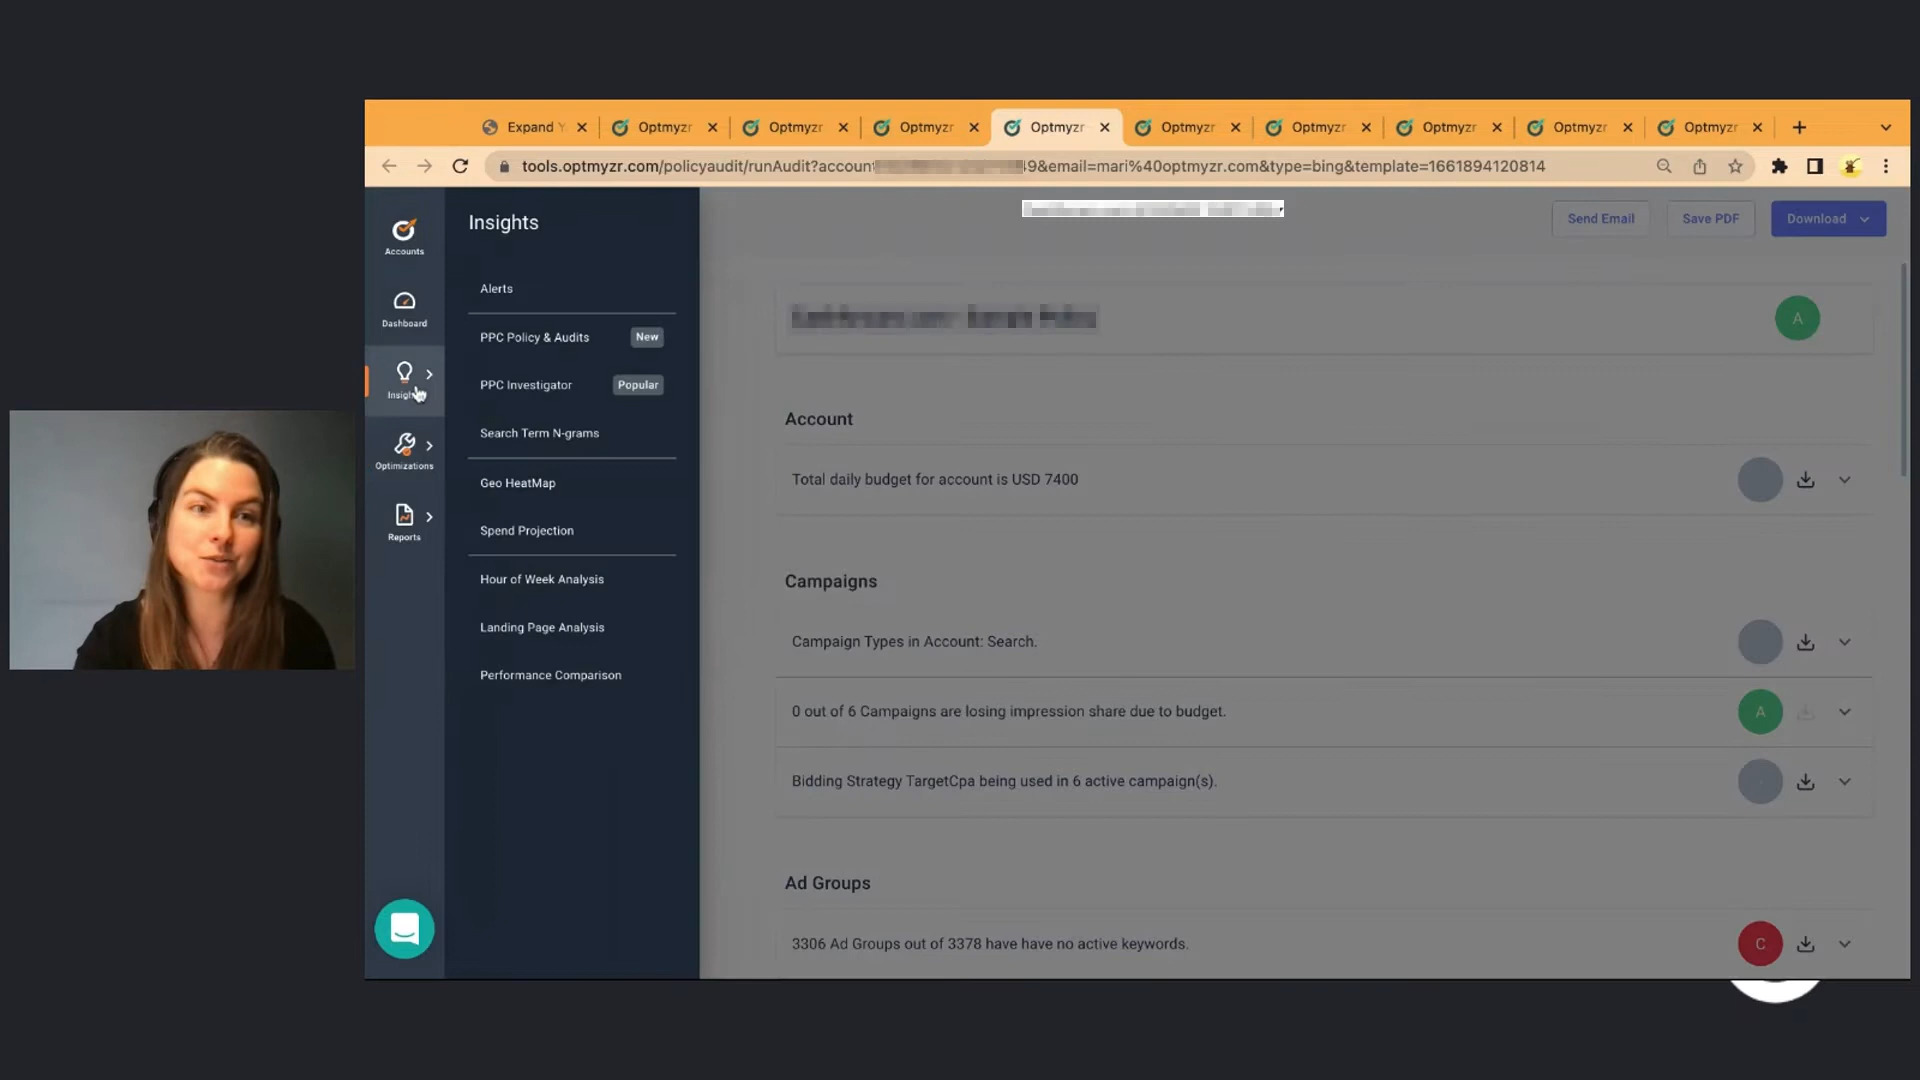 Expand Y
Optmyzr
Optmyzr
Optmyzr
Optmyzr
Optmyzr
Optmyzr
Optmyzr
Optmyzr
Optmyzr
tools.optmyzr.com/policyaudit/runAudit?account
9&email=mari%40optmyzr.com&type=bing&template=1661894120814
Accounts
Dashboard
Insights
Optimizations
Reports
Insights
Alerts
PPC Policy & Audits New
PPC Investigator Popular
Search Term N-grams
Geo HeatMap
Spend Projection
Hour of Week Analysis
Landing Page Analysis
Performance Comparison
Send Email
Save PDF
Download
A
Account
Total daily budget for account is USD 7400
Campaigns
Campaign Types in Account: Search.
0 out of 6 Campaigns are losing impression share due to budget. A
Bidding Strategy TargetCpa being used in 6 active campaign(s).
Ad Groups
3306 Ad Groups out of 3378 have have no active keywords. C